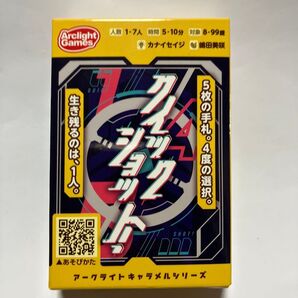 Arclight
Games
人数 1-7人 時間 5-10分 対象 8-99歳
カナイセイジ 嶋田美咲
5枚の手札。4度の選択。
クイックショット
生き残るのは、1人。
▲あそびかた
アークライト キャラメルシリーズ